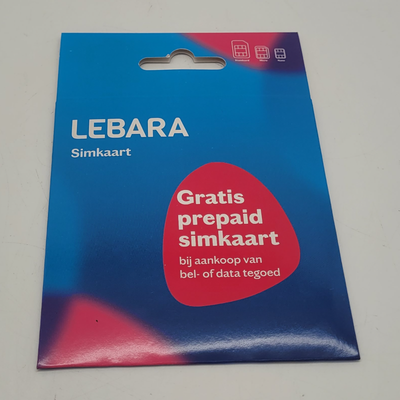 LEBARA
Simkaart
Gratis
prepaid
simkaart
bij aankoop van
bel- of data tegoed